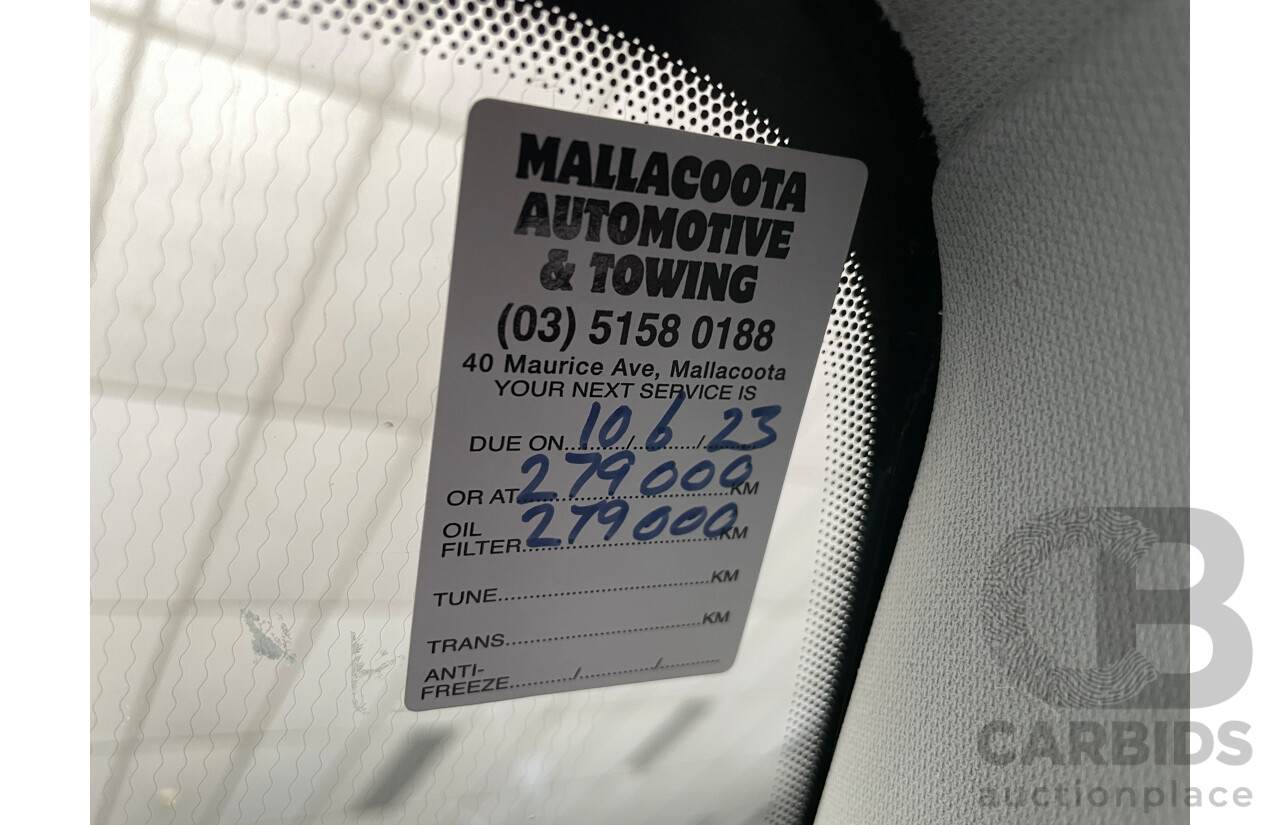 MALLACOOTA
AUTOMOTIVE
& TOWING
(03) 5158 0188
40 Maurice Ave, Mallacoota
YOUR NEXT SERVICE IS
DUE ON...10.../...6.../...23
OR AT...279000...KM
OIL
FILTER...279000...KM
TUNE...KM
TRANS...KM
ANTI-
FREEZE.........../.........../...........
CB
CARBIDS
auctionplace